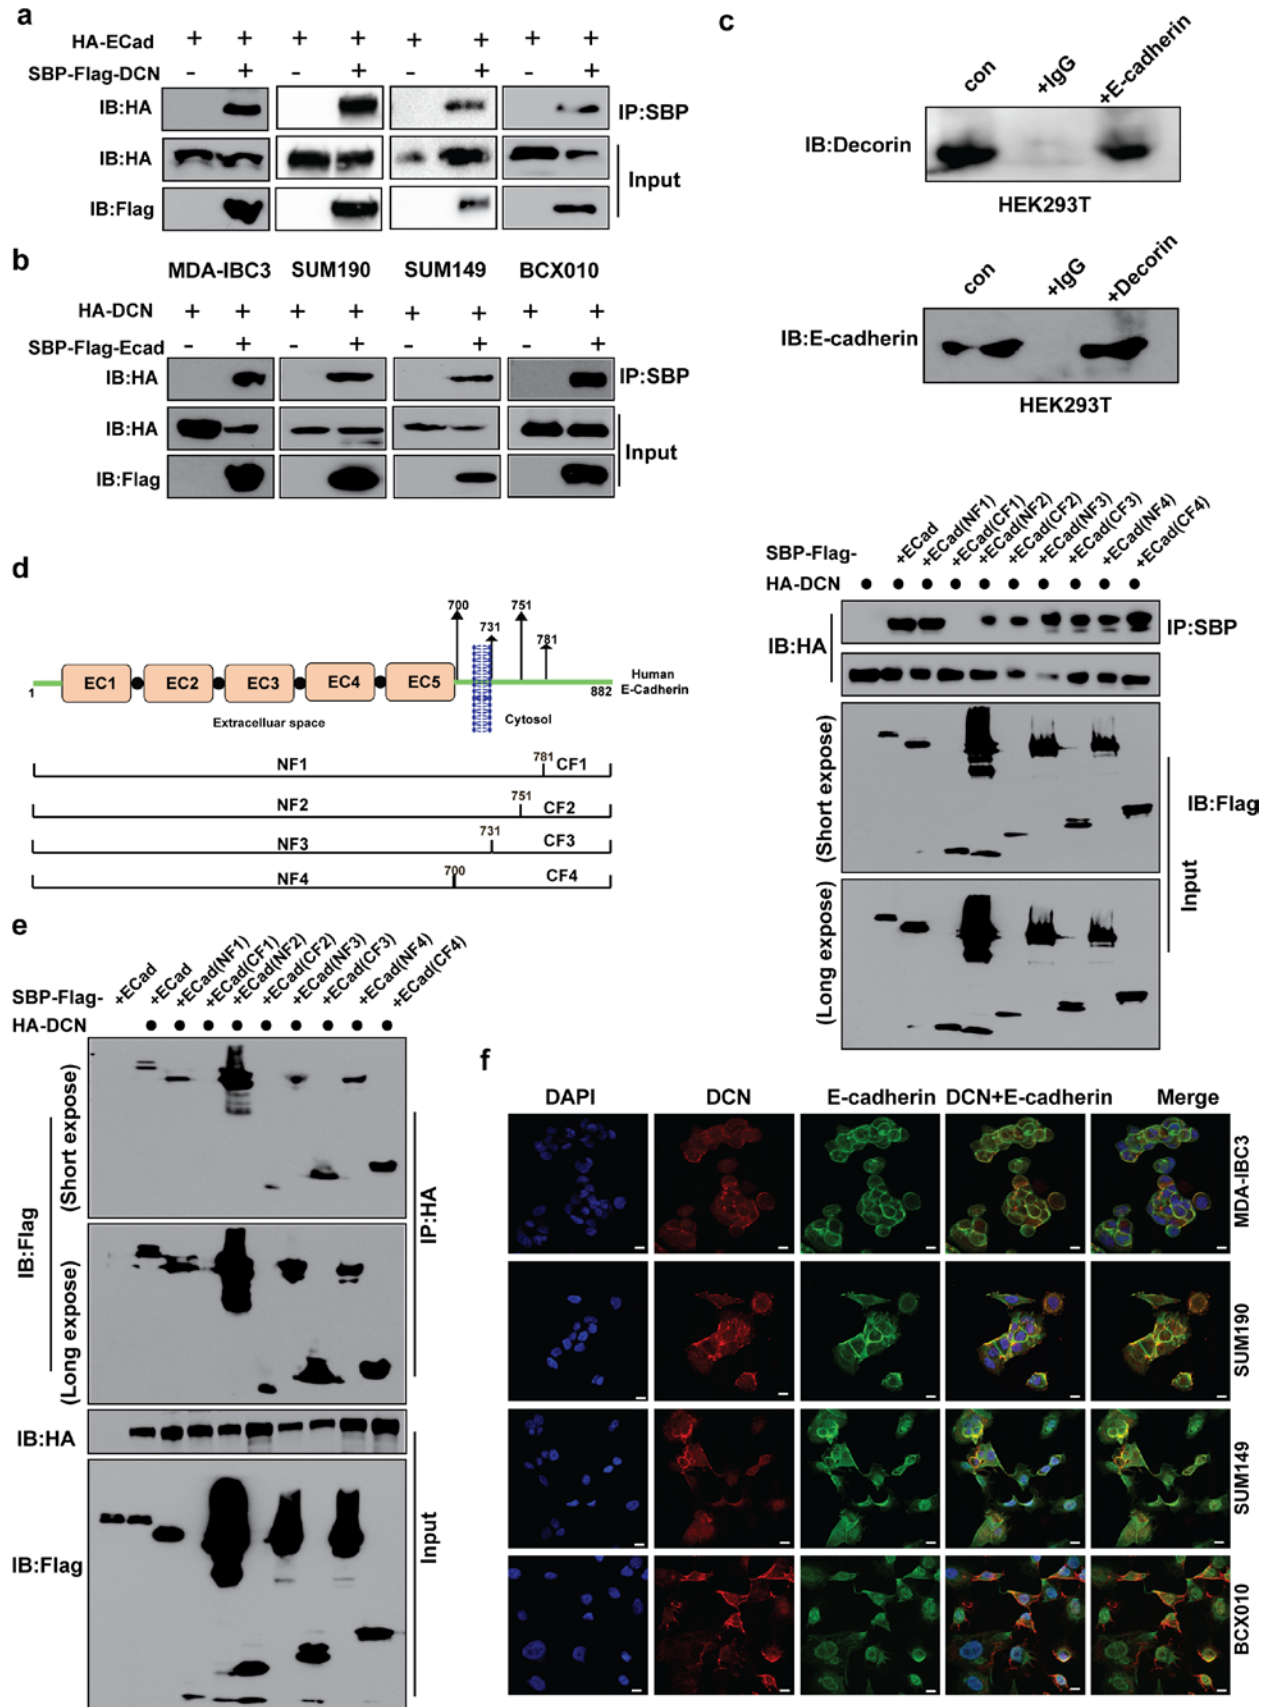 a
HA-ECad + + + + + + + +
SBP-Flag-DCN - + - + - + - +
IB:HA
IP:SBP
IB:HA
Input
IB:Flag
b
MDA-IBC3 SUM190 SUM149 BCX010
HA-DCN + + + + + + + +
SBP-Flag-Ecad - + - + - + - +
IB:HA
IP:SBP
IB:HA
Input
IB:Flag
c
con +IgG +E-cadherin
IB:Decorin
HEK293T
con +IgG +Decorin
IB:E-cadherin
HEK293T
d
700 731 751 781
EC1 EC2 EC3 EC4 EC5
1
882
Human
E-Cadherin
Extracelluar space
Cytosol
NF1 781 CF1
NF2 751 CF2
NF3 731 CF3
NF4 700 CF4
SBP-Flag- +ECad +ECad(NF1) +ECad(CF1) +ECad(NF2) +ECad(CF2) +ECad(NF3) +ECad(CF3) +ECad(NF4) +ECad(CF4)
HA-DCN
IB:HA
IP:SBP
(Short expose)
IB:Flag
Input
(Long expose)
e
SBP-Flag- +ECad +ECad +ECad(NF1) +ECad(CF1) +ECad(NF2) +ECad(CF2) +ECad(NF3) +ECad(CF3) +ECad(NF4) +ECad(CF4)
HA-DCN
(Short expose)
IB:Flag
IP:HA
(Long expose)
IB:HA
Input
IB:Flag
f
DAPI DCN E-cadherin DCN+E-cadherin Merge
MDA-IBC3
SUM190
SUM149
BCX010